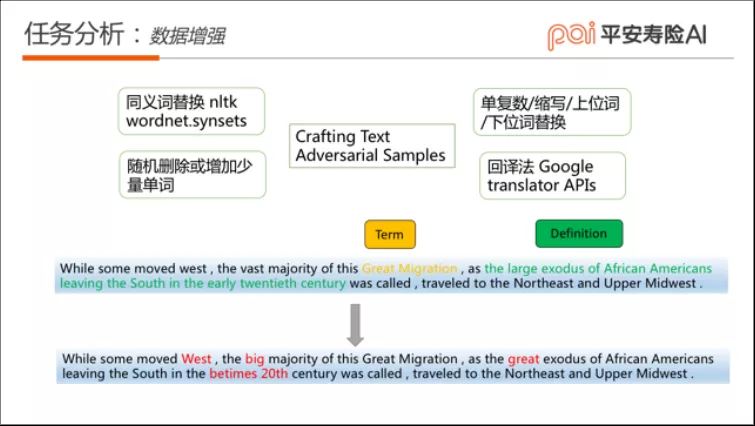 任务分析：数据增强
pai 平安寿险AI
同义词替换 nltk
wordnet.synsets
单复数/缩写/上位词
/下位词替换
Crafting Text
Adversarial Samples
随机删除或增加少
量单词
回译法 Google
translator APIs
Term
Definition
While some moved west , the vast majority of this Great Migration , as the large exodus of African Americans
leaving the South in the early twentieth century was called , traveled to the Northeast and Upper Midwest .
While some moved West , the big majority of this Great Migration , as the great exodus of African Americans
leaving the South in the betimes 20th century was called , traveled to the Northeast and Upper Midwest .